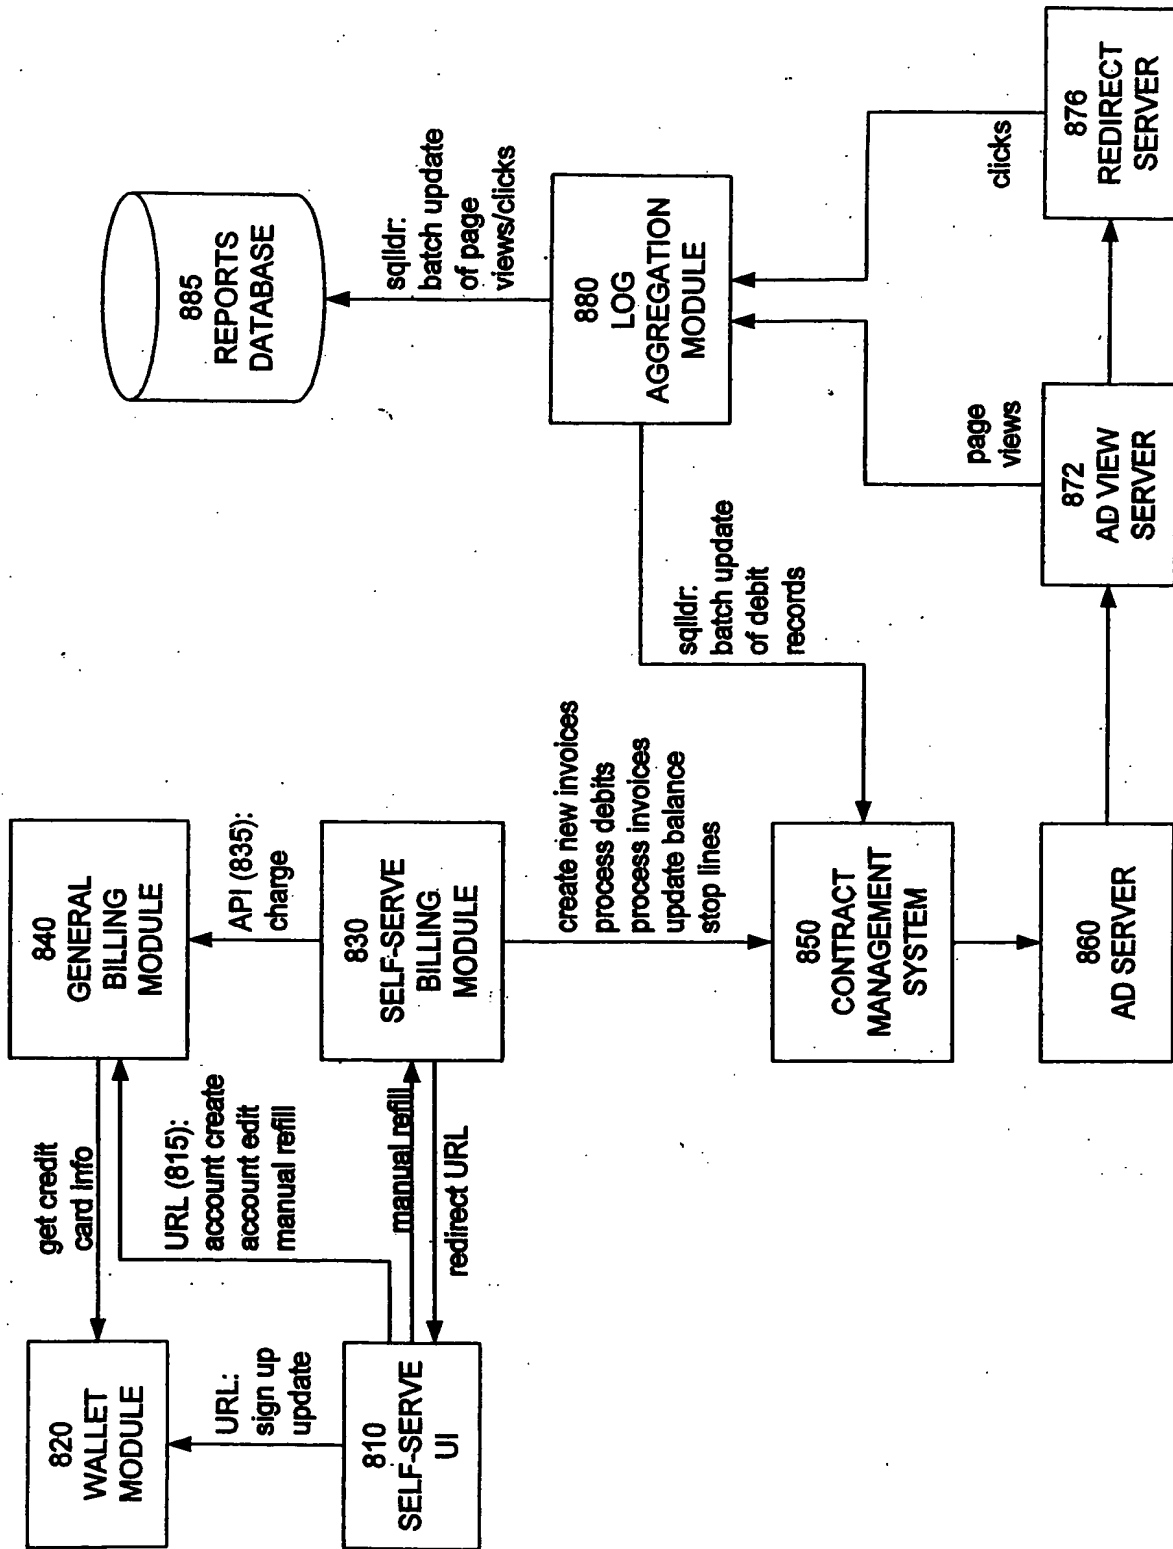 820
WALLET
MODULE
get credit
card info
840
GENERAL
BILLING
MODULE
URL:
sign up
update
URL (815):
account create
account edit
manual refill
API (835):
charge
810
SELF-SERVE
UI
manual refill
redirect URL
830
SELF-SERVE
BILLING
MODULE
create new invoices
process debits
process invoices
update balance
stop lines
885
REPORTS
DATABASE
sqlldr:
batch update
of page
views/clicks
880
LOG
AGGREGATION
MODULE
sqlldr:
batch update
of debit
records
850
CONTRACT
MANAGEMENT
SYSTEM
page
views
clicks
860
AD SERVER
872
AD VIEW
SERVER
876
REDIRECT
SERVER